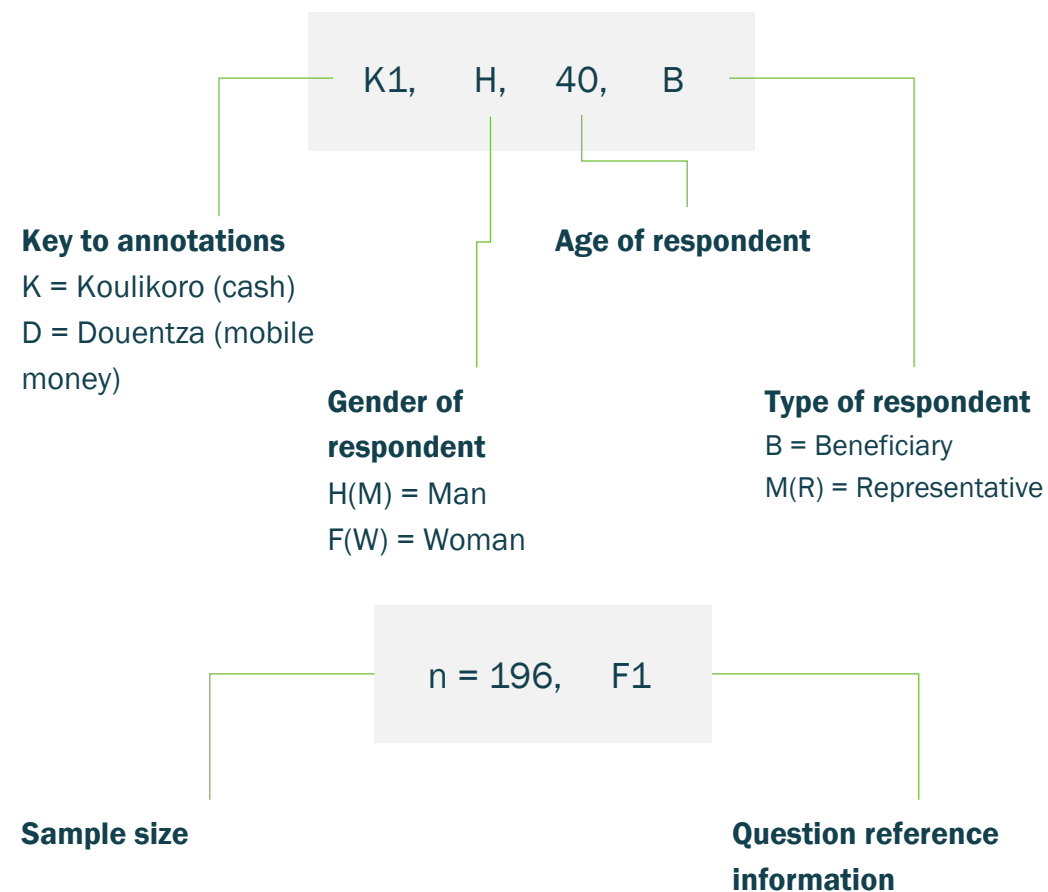 K1, H, 40, B
Key to annotations
K = Koulikoro (cash)
D = Douentza (mobile
money)
Age of respondent
Gender of
respondent
H(M) = Man
F(W) = Woman
Type of respondent
B = Beneficiary
M(R) = Representative
n = 196, F1
Sample size
Question reference
information